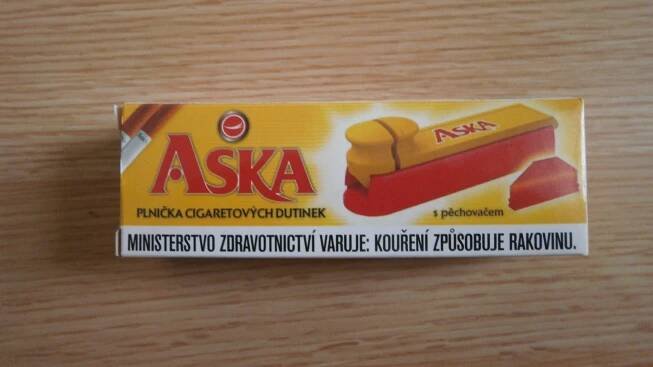 ASKA
PLNIČKA CIGARETOVÝCH DUTINEK
ASKA
s pěchovačem
MINISTERSTVO ZDRAVOTNICTVÍ VARUJE: KOUŘENÍ ZPŮSOBUJE RAKOVINU.